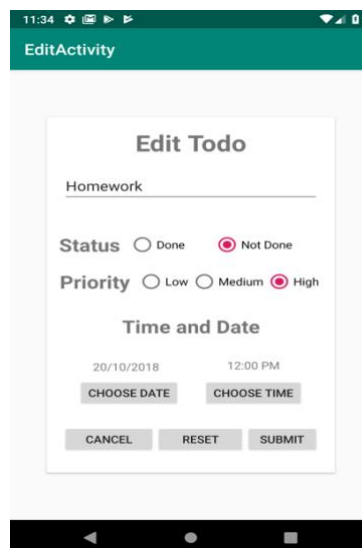 11:34
EditActivity
Edit Todo
Homework
Status Done Not Done
Priority Low Medium High
Time and Date
20/10/2018 12:00 PM
CHOOSE DATE CHOOSE TIME
CANCEL RESET SUBMIT